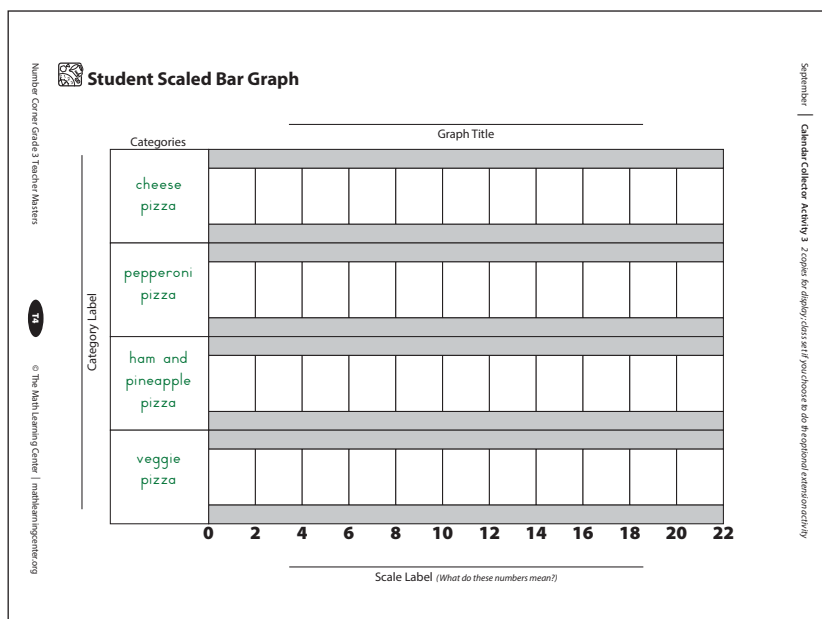 Student Scaled Bar Graph
Graph Title
Categories
cheese
pizza
pepperoni
pizza
ham and
pineapple
pizza
veggie
pizza
Category Label
0 2 4 6 8 10 12 14 16 18 20 22
Scale Label (What do these numbers mean?)
Number Corner Grade 3 Teacher Masters
T4
© The Math Learning Center | mathlearningcenter.org
September | Calendar Collector Activity 3 2 copies for display; class set if you choose to do the optional extension activity